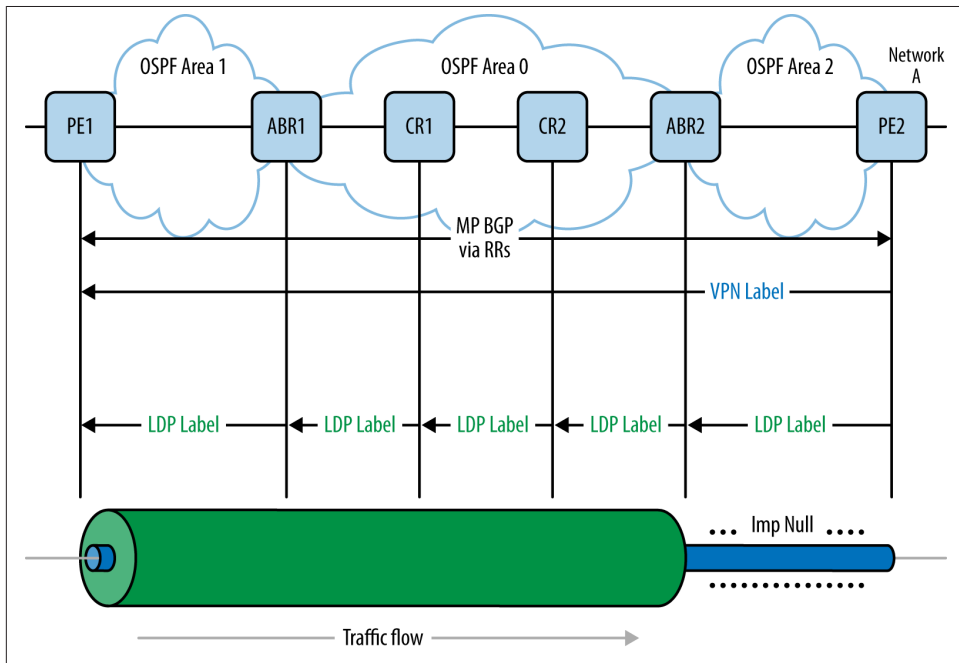 OSPF Area 1
OSPF Area 0
OSPF Area 2
Network
A
PE1
ABR1
CR1
CR2
ABR2
PE2
MP BGP
via RRs
VPN Label
LDP Label
LDP Label
LDP Label
LDP Label
LDP Label
Imp Null
Traffic flow